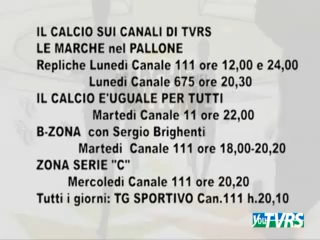 IL CALCIO SUI CANALI DI TVRS
LE MARCHE nel PALLONE
Repliche Lunedi Canale 111 ore 12,00 e 24,00
Lunedi Canale 675 ore 20,30
IL CALCIO E'UGUALE PER TUTTI
Martedi Canale 11 ore 22,00
B-ZONA con Sergio Brighenti
Martedi Canale 111 ore 18,00-20,20
ZONA SERIE "C"
Mercoledi Canale 111 ore 20,20
Tutti i giorni: TG SPORTIVO Can.111 h.20,10
You TVRS